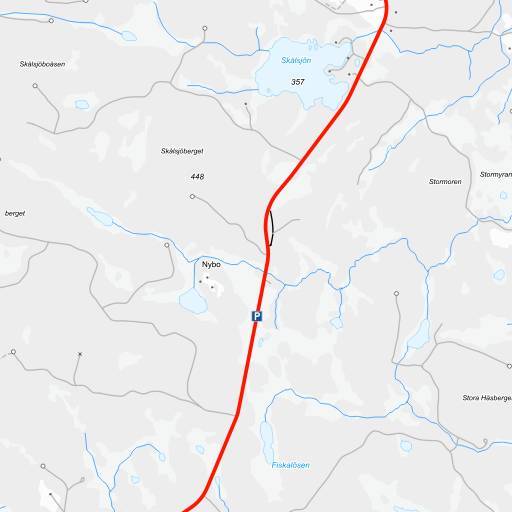 Skålsjön
Skålsjöboåsen
357
Skålsjöberget
448
Stormyran
Stormoren
berget
Nybo
P
Stora Häsberget
Fiskalösen